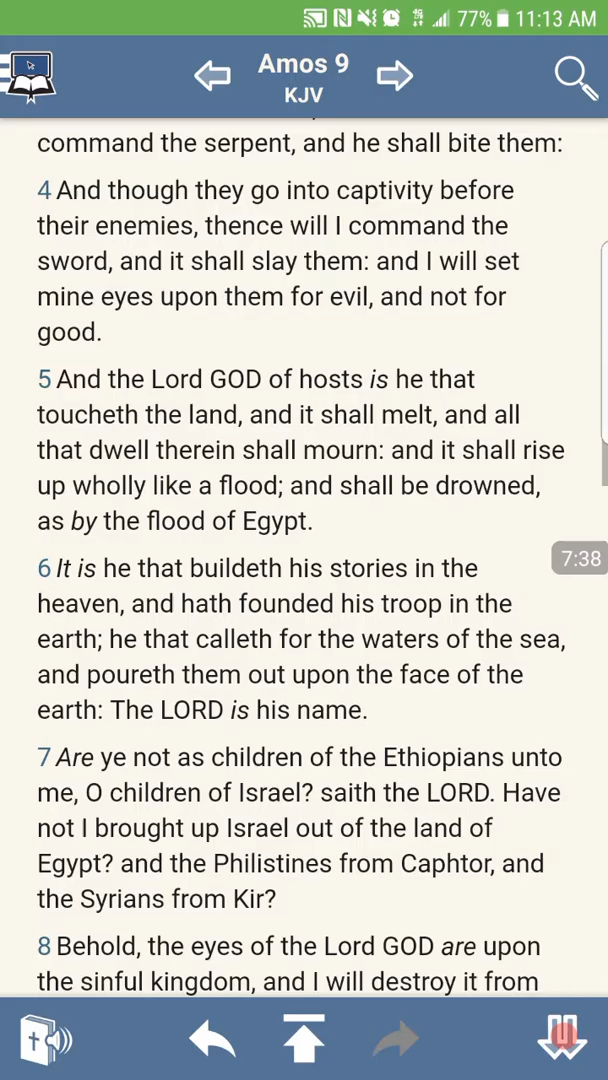 77% 11:13 AM
Amos 9
KJV
command the serpent, and he shall bite them:
4 And though they go into captivity before
their enemies, thence will I command the
sword, and it shall slay them: and I will set
mine eyes upon them for evil, and not for
good.
5 And the Lord GOD of hosts is he that
toucheth the land, and it shall melt, and all
that dwell therein shall mourn: and it shall rise
up wholly like a flood; and shall be drowned,
as by the flood of Egypt.
7:38
6 It is he that buildeth his stories in the
heaven, and hath founded his troop in the
earth; he that calleth for the waters of the sea,
and poureth them out upon the face of the
earth: The LORD is his name.
7 Are ye not as children of the Ethiopians unto
me, O children of Israel? saith the LORD. Have
not I brought up Israel out of the land of
Egypt? and the Philistines from Caphtor, and
the Syrians from Kir?
8 Behold, the eyes of the Lord GOD are upon
the sinful kingdom, and I will destroy it from